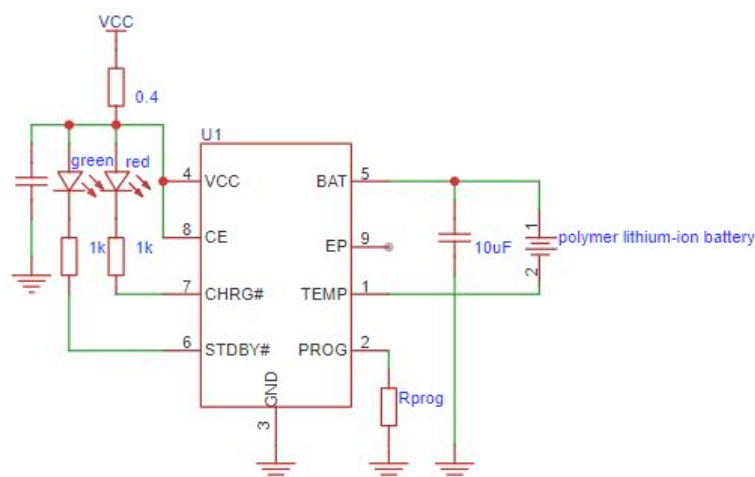 VCC
0.4
U1
green
red
4
VCC
BAT
5
8
CE
EP
9
1k
1k
10uF
1
polymer lithium-ion battery
2
7
CHRG#
TEMP
1
6
STDBY#
PROG
2
GND
3
Rprog